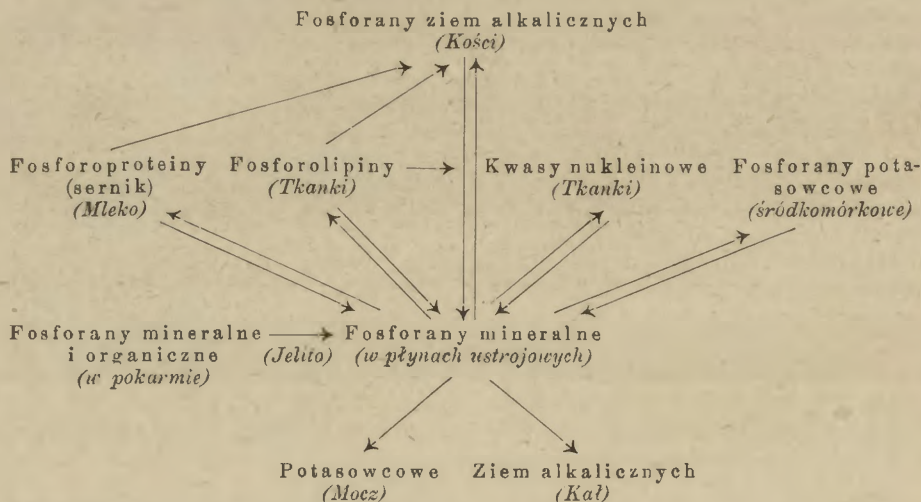 Fosforany ziem alkalicznych
(Kości)
Fosforoproteiny
(sernik)
(Mleko)
Fosforolipiny
(Tkanki)
Kwasy nukleinowe
(Tkanki)
Fosforany pota-
sowcowe
(śródkomórkowe)
Fosforany mineralne
i organiczne
(w pokarmie)
(Jelito)
Fosforany mineralne
(w płynach ustrojowych)
Potasowcowe
(Mocz)
Ziem alkalicznych
(Kał)